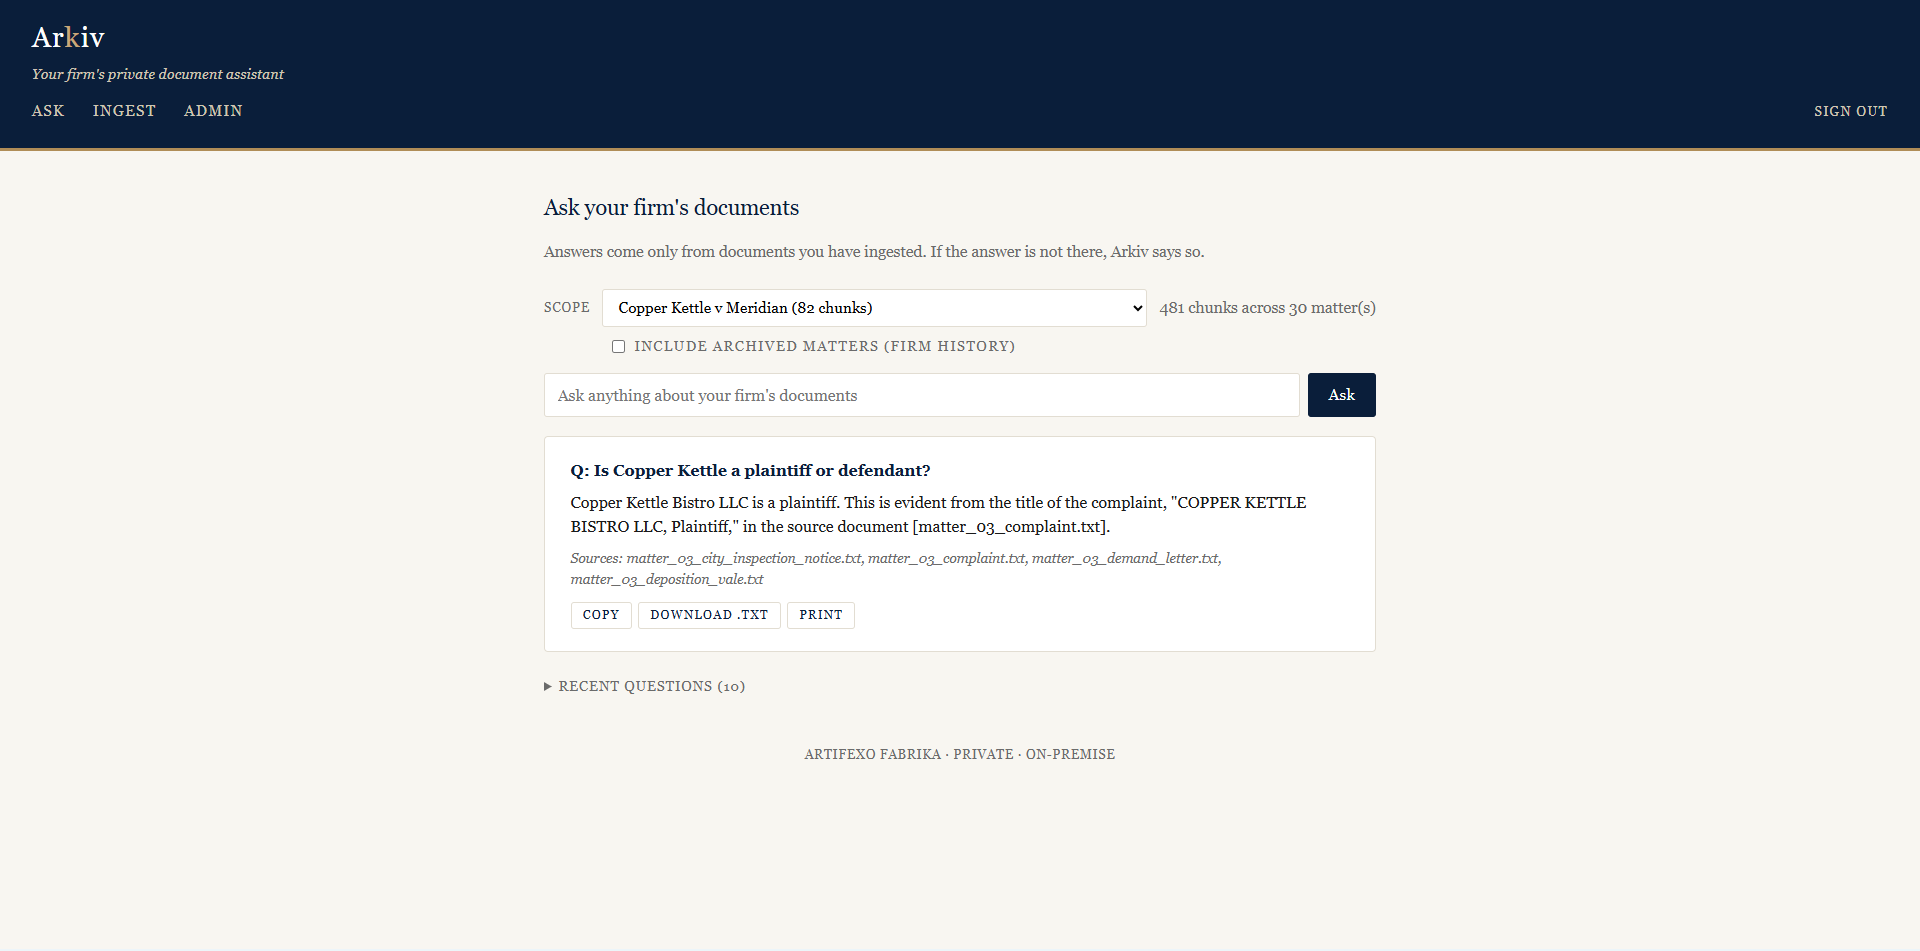 Arkiv
Your firm's private document assistant
ASK INGEST ADMIN SIGN OUT
Ask your firm's documents
Answers come only from documents you have ingested. If the answer is not there, Arkiv says so.
SCOPE Copper Kettle v Meridian (82 chunks) 481 chunks across 30 matter(s)
INCLUDE ARCHIVED MATTERS (FIRM HISTORY)
Ask anything about your firm's documents Ask
Q: Is Copper Kettle a plaintiff or defendant?
Copper Kettle Bistro LLC is a plaintiff. This is evident from the title of the complaint, "COPPER KETTLE
BISTRO LLC, Plaintiff," in the source document [matter_03_complaint.txt].
Sources: matter_03_city_inspection_notice.txt, matter_03_complaint.txt, matter_03_demand_letter.txt,
matter_03_deposition_vale.txt
COPY DOWNLOAD .TXT PRINT
RECENT QUESTIONS (10)
ARTIFEXO FABRIKA · PRIVATE · ON-PREMISE